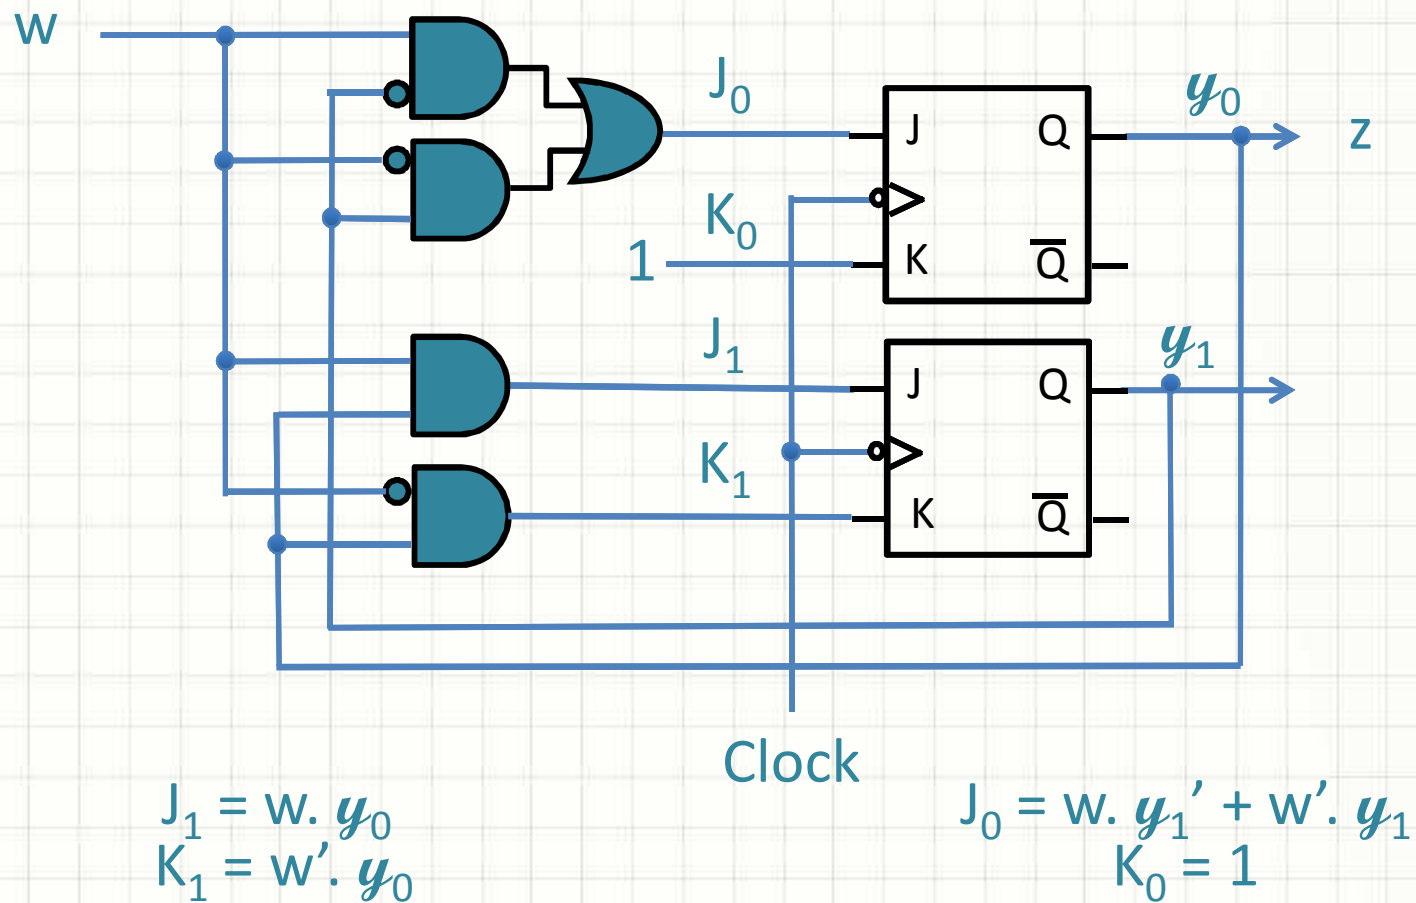 w
J₀
J
Q
y₀
z
K₀
1
K
Q̅
J₁
J
Q
y₁
K₁
K
Q̅
Clock
J₁ = w. y₀
K₁ = w’. y₀
J₀ = w. y₁’ + w’. y₁
K₀ = 1